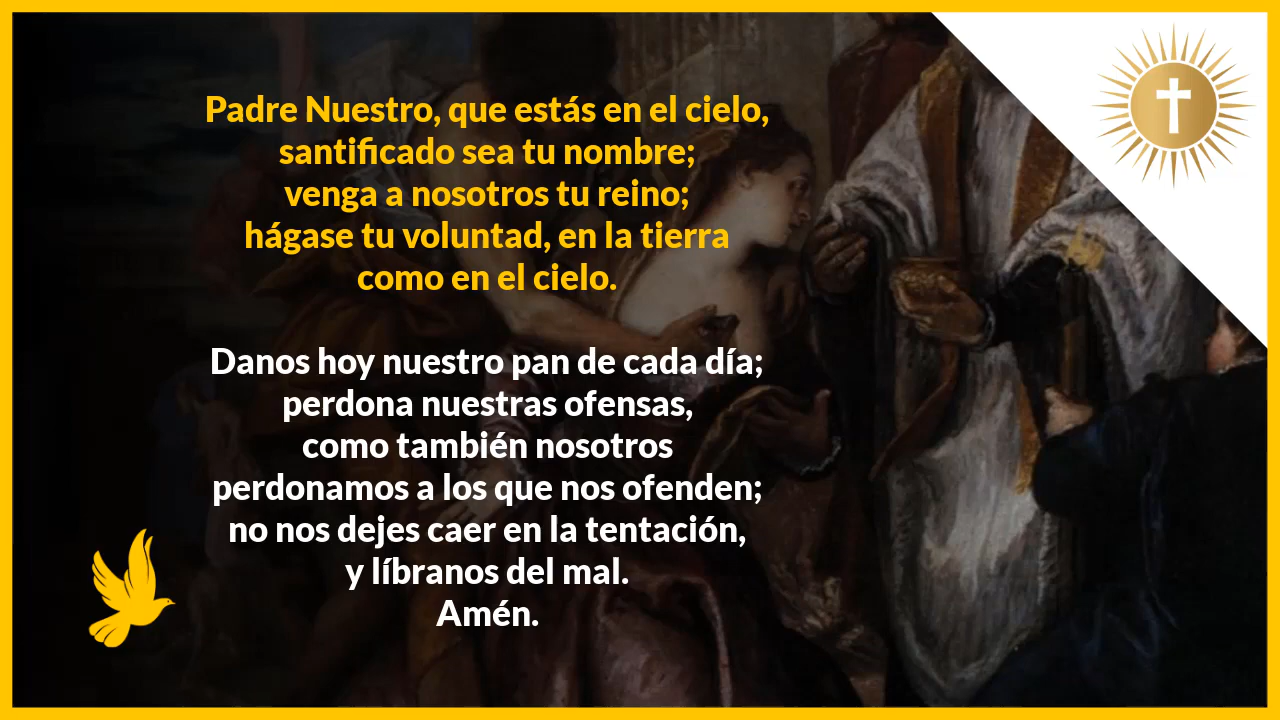 Padre Nuestro, que estás en el cielo,
santificado sea tu nombre;
venga a nosotros tu reino;
hágase tu voluntad, en la tierra
como en el cielo.
Danos hoy nuestro pan de cada día;
perdona nuestras ofensas,
como también nosotros
perdonamos a los que nos ofenden;
no nos dejes caer en la tentación,
y líbranos del mal.
Amén.